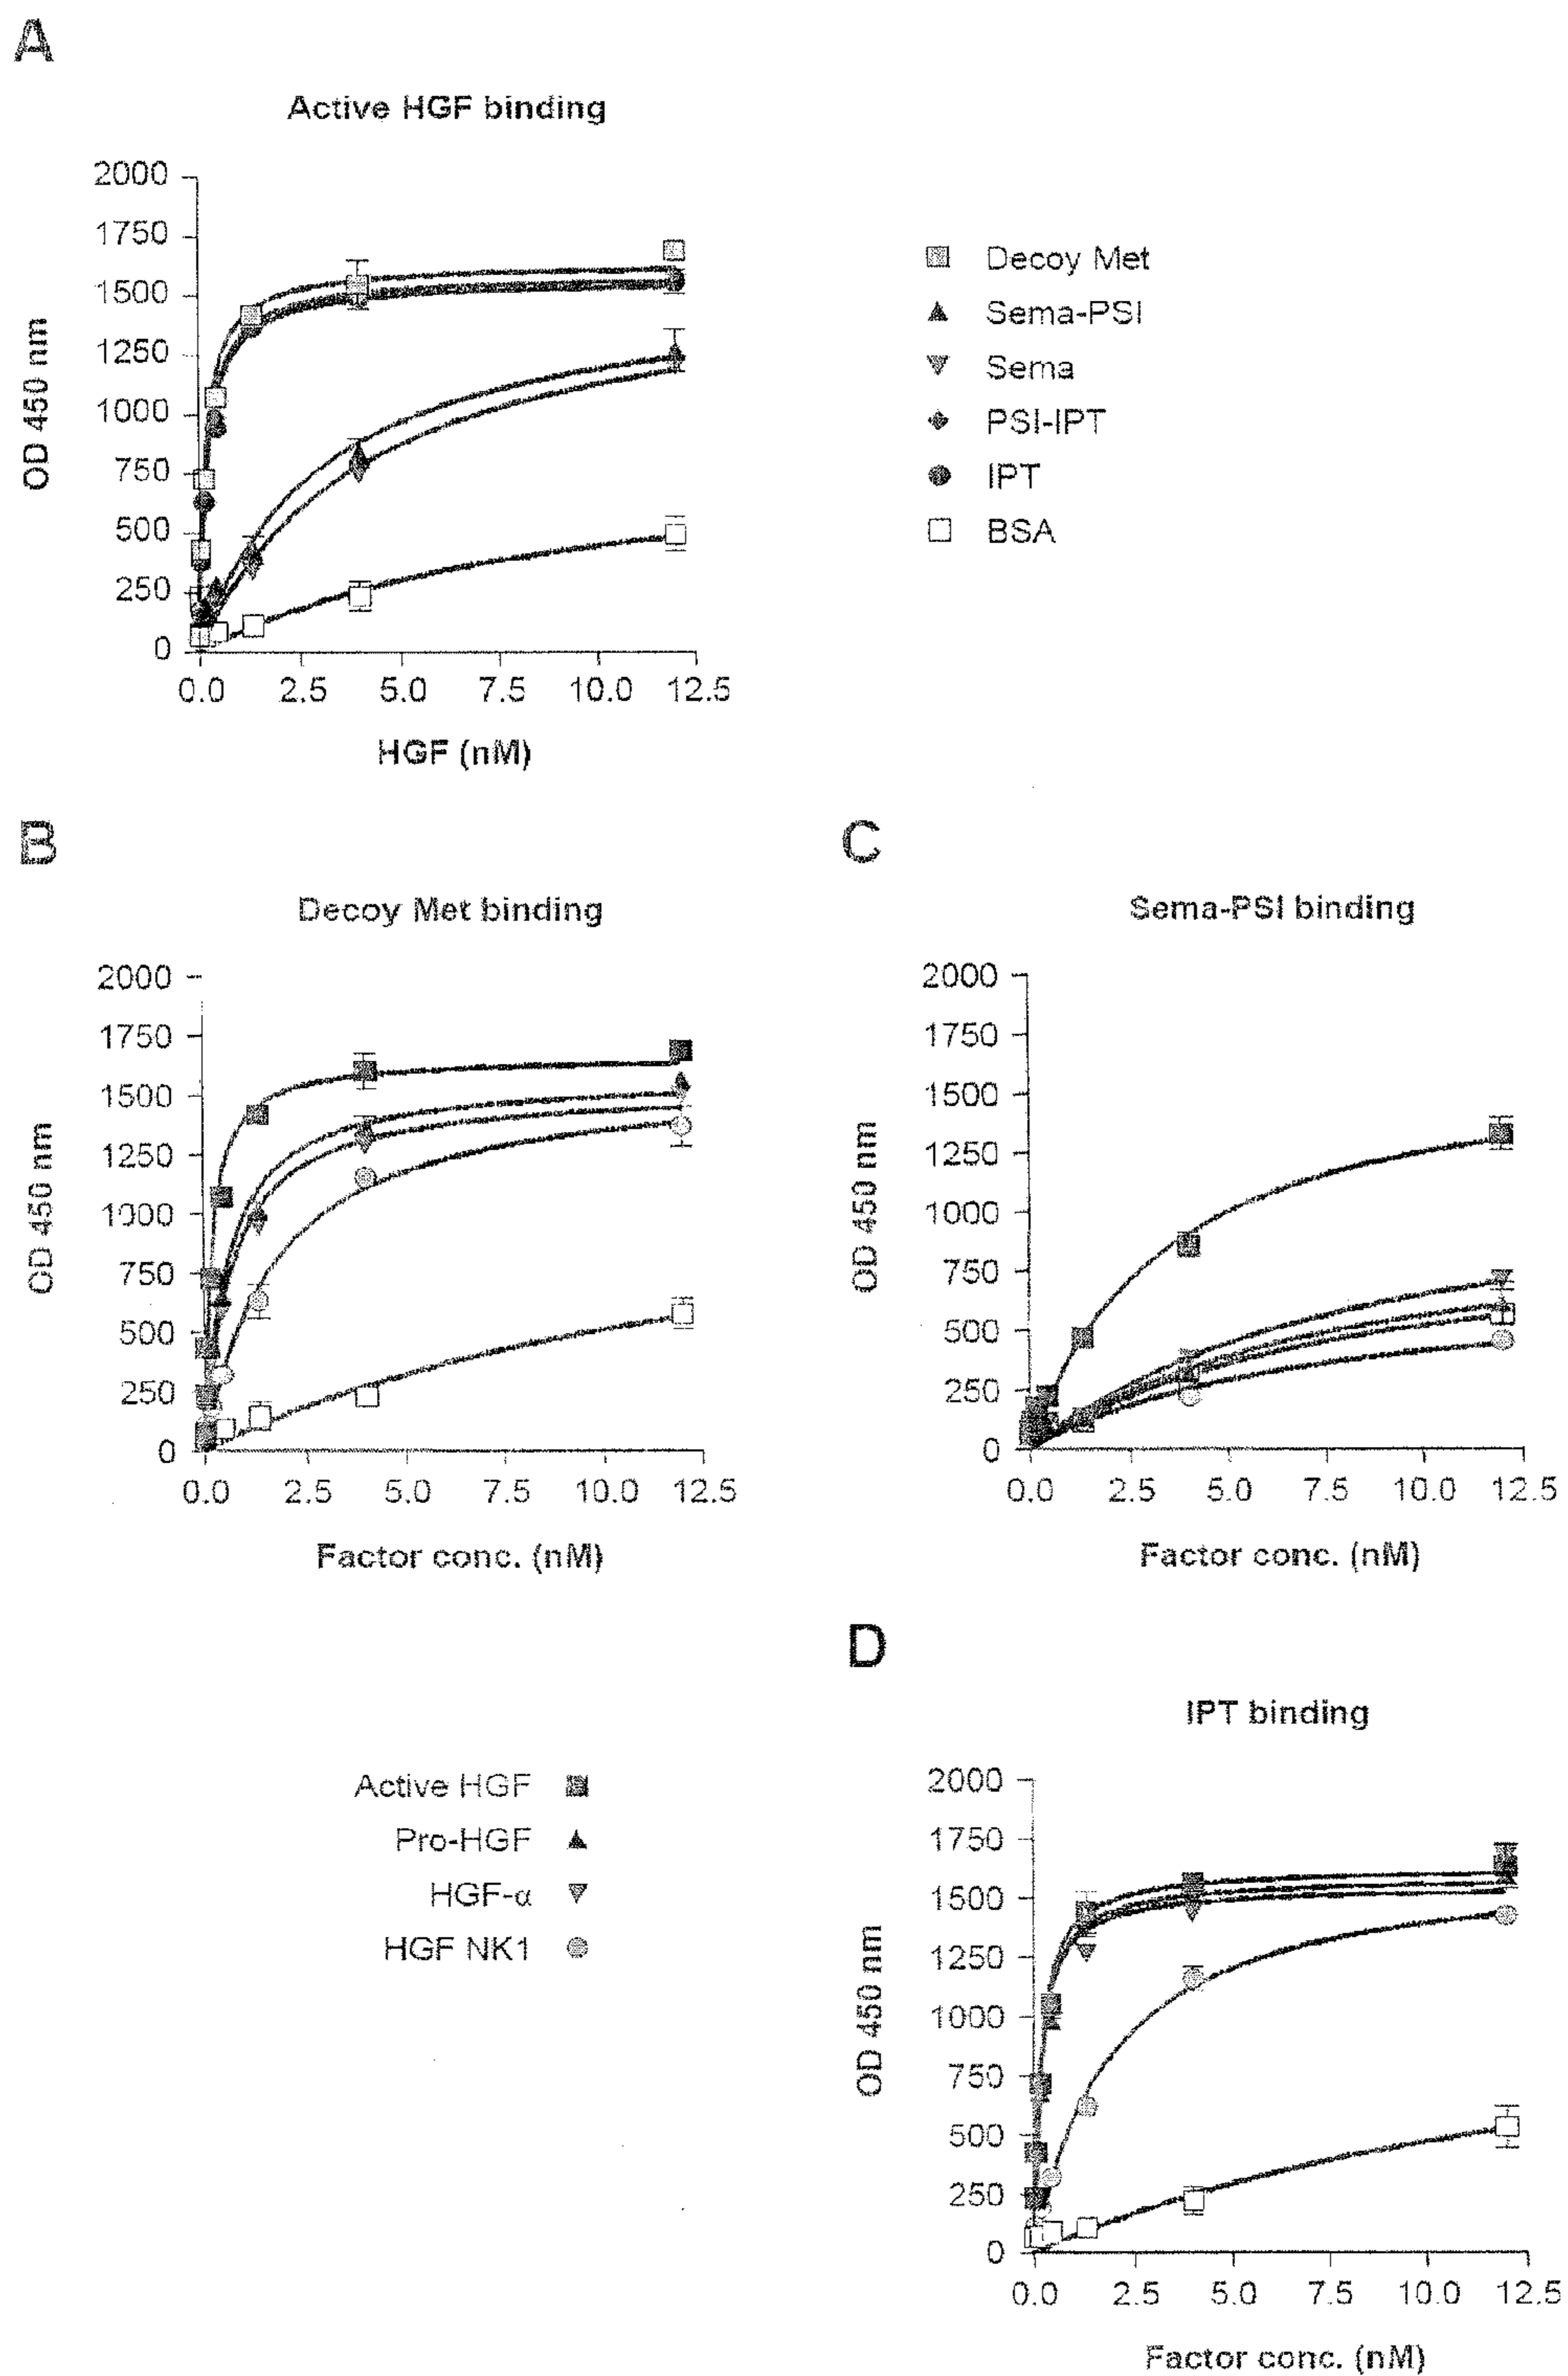 A
Active HGF binding
2000
1750
1500
1250
1000
750
500
250
0
OD 450 nm
0.0 2.5 5.0 7.5 10.0 12.5
HGF (nM)
Decoy Met
Sema-PSI
Sema
PSI-IPT
IPT
BSA
B
Decoy Met binding
2000
1750
1500
1250
1000
750
500
250
0
OD 450 nm
0.0 2.5 5.0 7.5 10.0 12.5
Factor conc. (nM)
C
Sema-PSI binding
2000
1750
1500
1250
1000
750
500
250
0
OD 450 nm
0.0 2.5 5.0 7.5 10.0 12.5
Factor conc. (nM)
Active HGF
Pro-HGF
HGF-α
HGF NK1
D
IPT binding
2000
1750
1500
1250
1000
750
500
250
0
OD 450 nm
0.0 2.5 5.0 7.5 10.0 12.5
Factor conc. (nM)